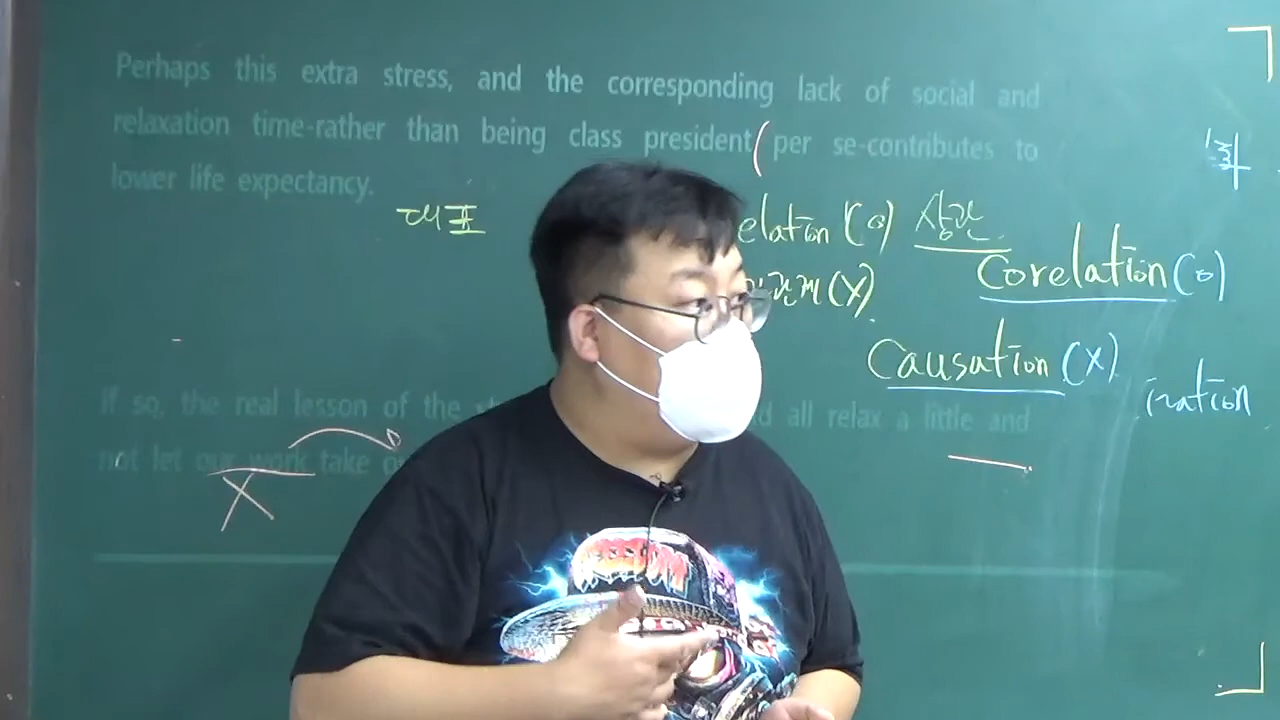 Perhaps this extra stress, and the corresponding lack of social and
relaxation time-rather than being class president ( per se-contributes to
lower life expectancy.
대표
elation (o) 상관
관계 (X)
Corelation (o)
Causation (X)
ration
If so, the real lesson of the
d all relax a little and
not let our work take o
X
FREEDOM